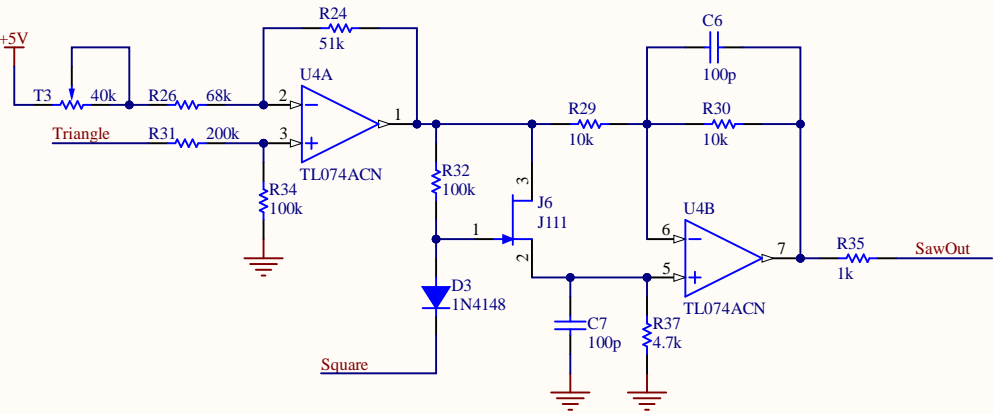 R24
51k
C6
100p
+5V
U4A
T3
40k
R26
68k
2
1
R29
10k
R30
10k
Triangle
R31
200k
3
TL074ACN
R32
100k
3
R34
100k
J6
J111
1
2
U4B
6
7
R35
1k
SawOut
5
TL074ACN
D3
1N4148
C7
100p
R37
4.7k
Square